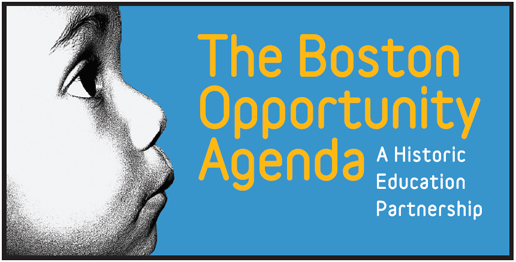 The Boston
Opportunity
Agenda
A Historic
Education
Partnership